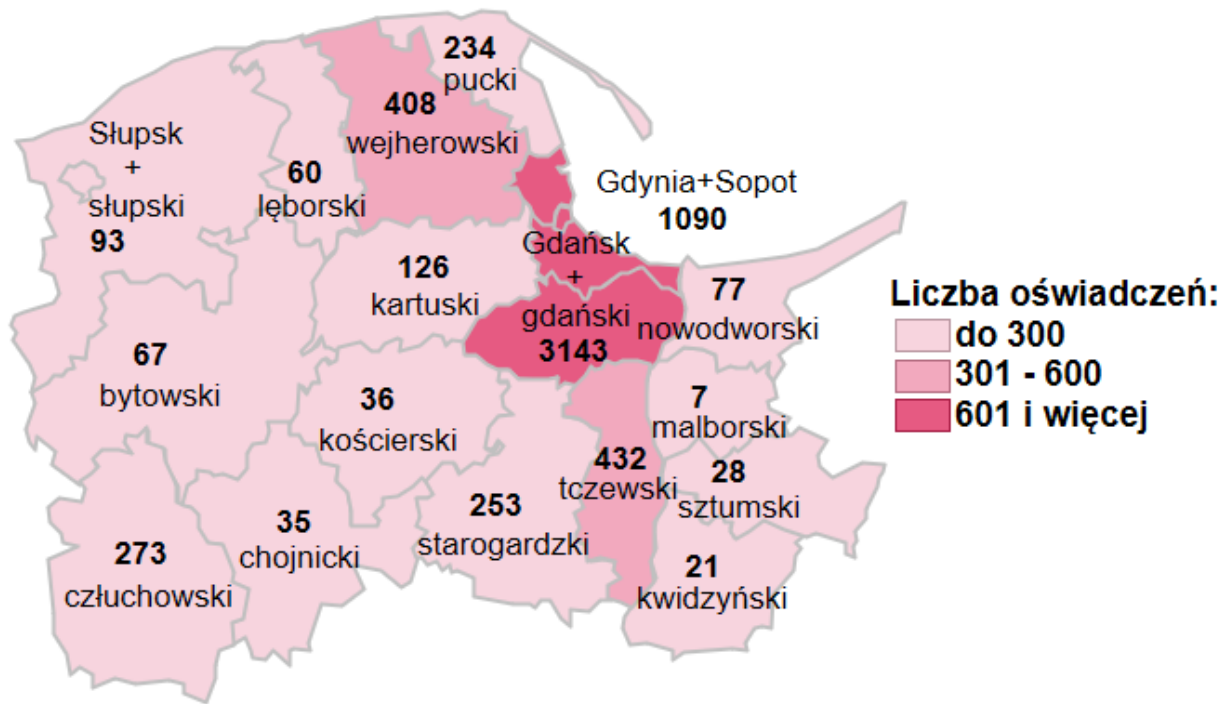 234
pucki
408
wejherowski
Słupsk
+
słupski
93
60
lęborski
Gdynia+Sopot
1090
Gdańsk
+
gdański
3143
126
kartuski
77
nowodworski
67
bytowski
36
kościerski
7
malborski
432
tczewski
28
sztumski
253
starogardzki
35
chojnicki
273
człuchowski
21
kwidzyński
Liczba oświadczeń:
do 300
301 - 600
601 i więcej